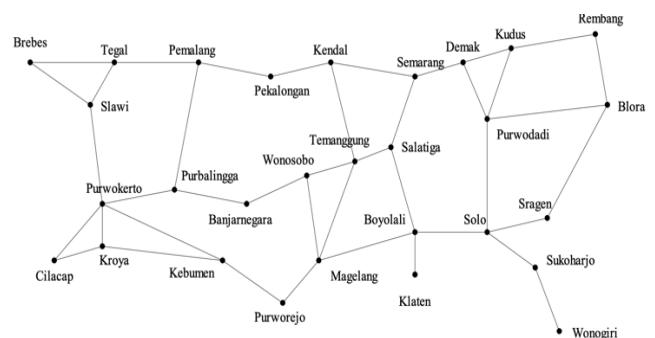 Rembang
Kudus
Brebes
Tegal
Pemalang
Kendal
Demak
Semarang
Pekalongan
Slawi
Blora
Purwodadi
Temanggung
Salatiga
Wonosobo
Purbalingga
Purwokerto
Banjarnegara
Boyolali
Solo
Sragen
Cilacap
Kroya
Kebumen
Magelang
Sukoharjo
Klaten
Purworejo
Wonogiri